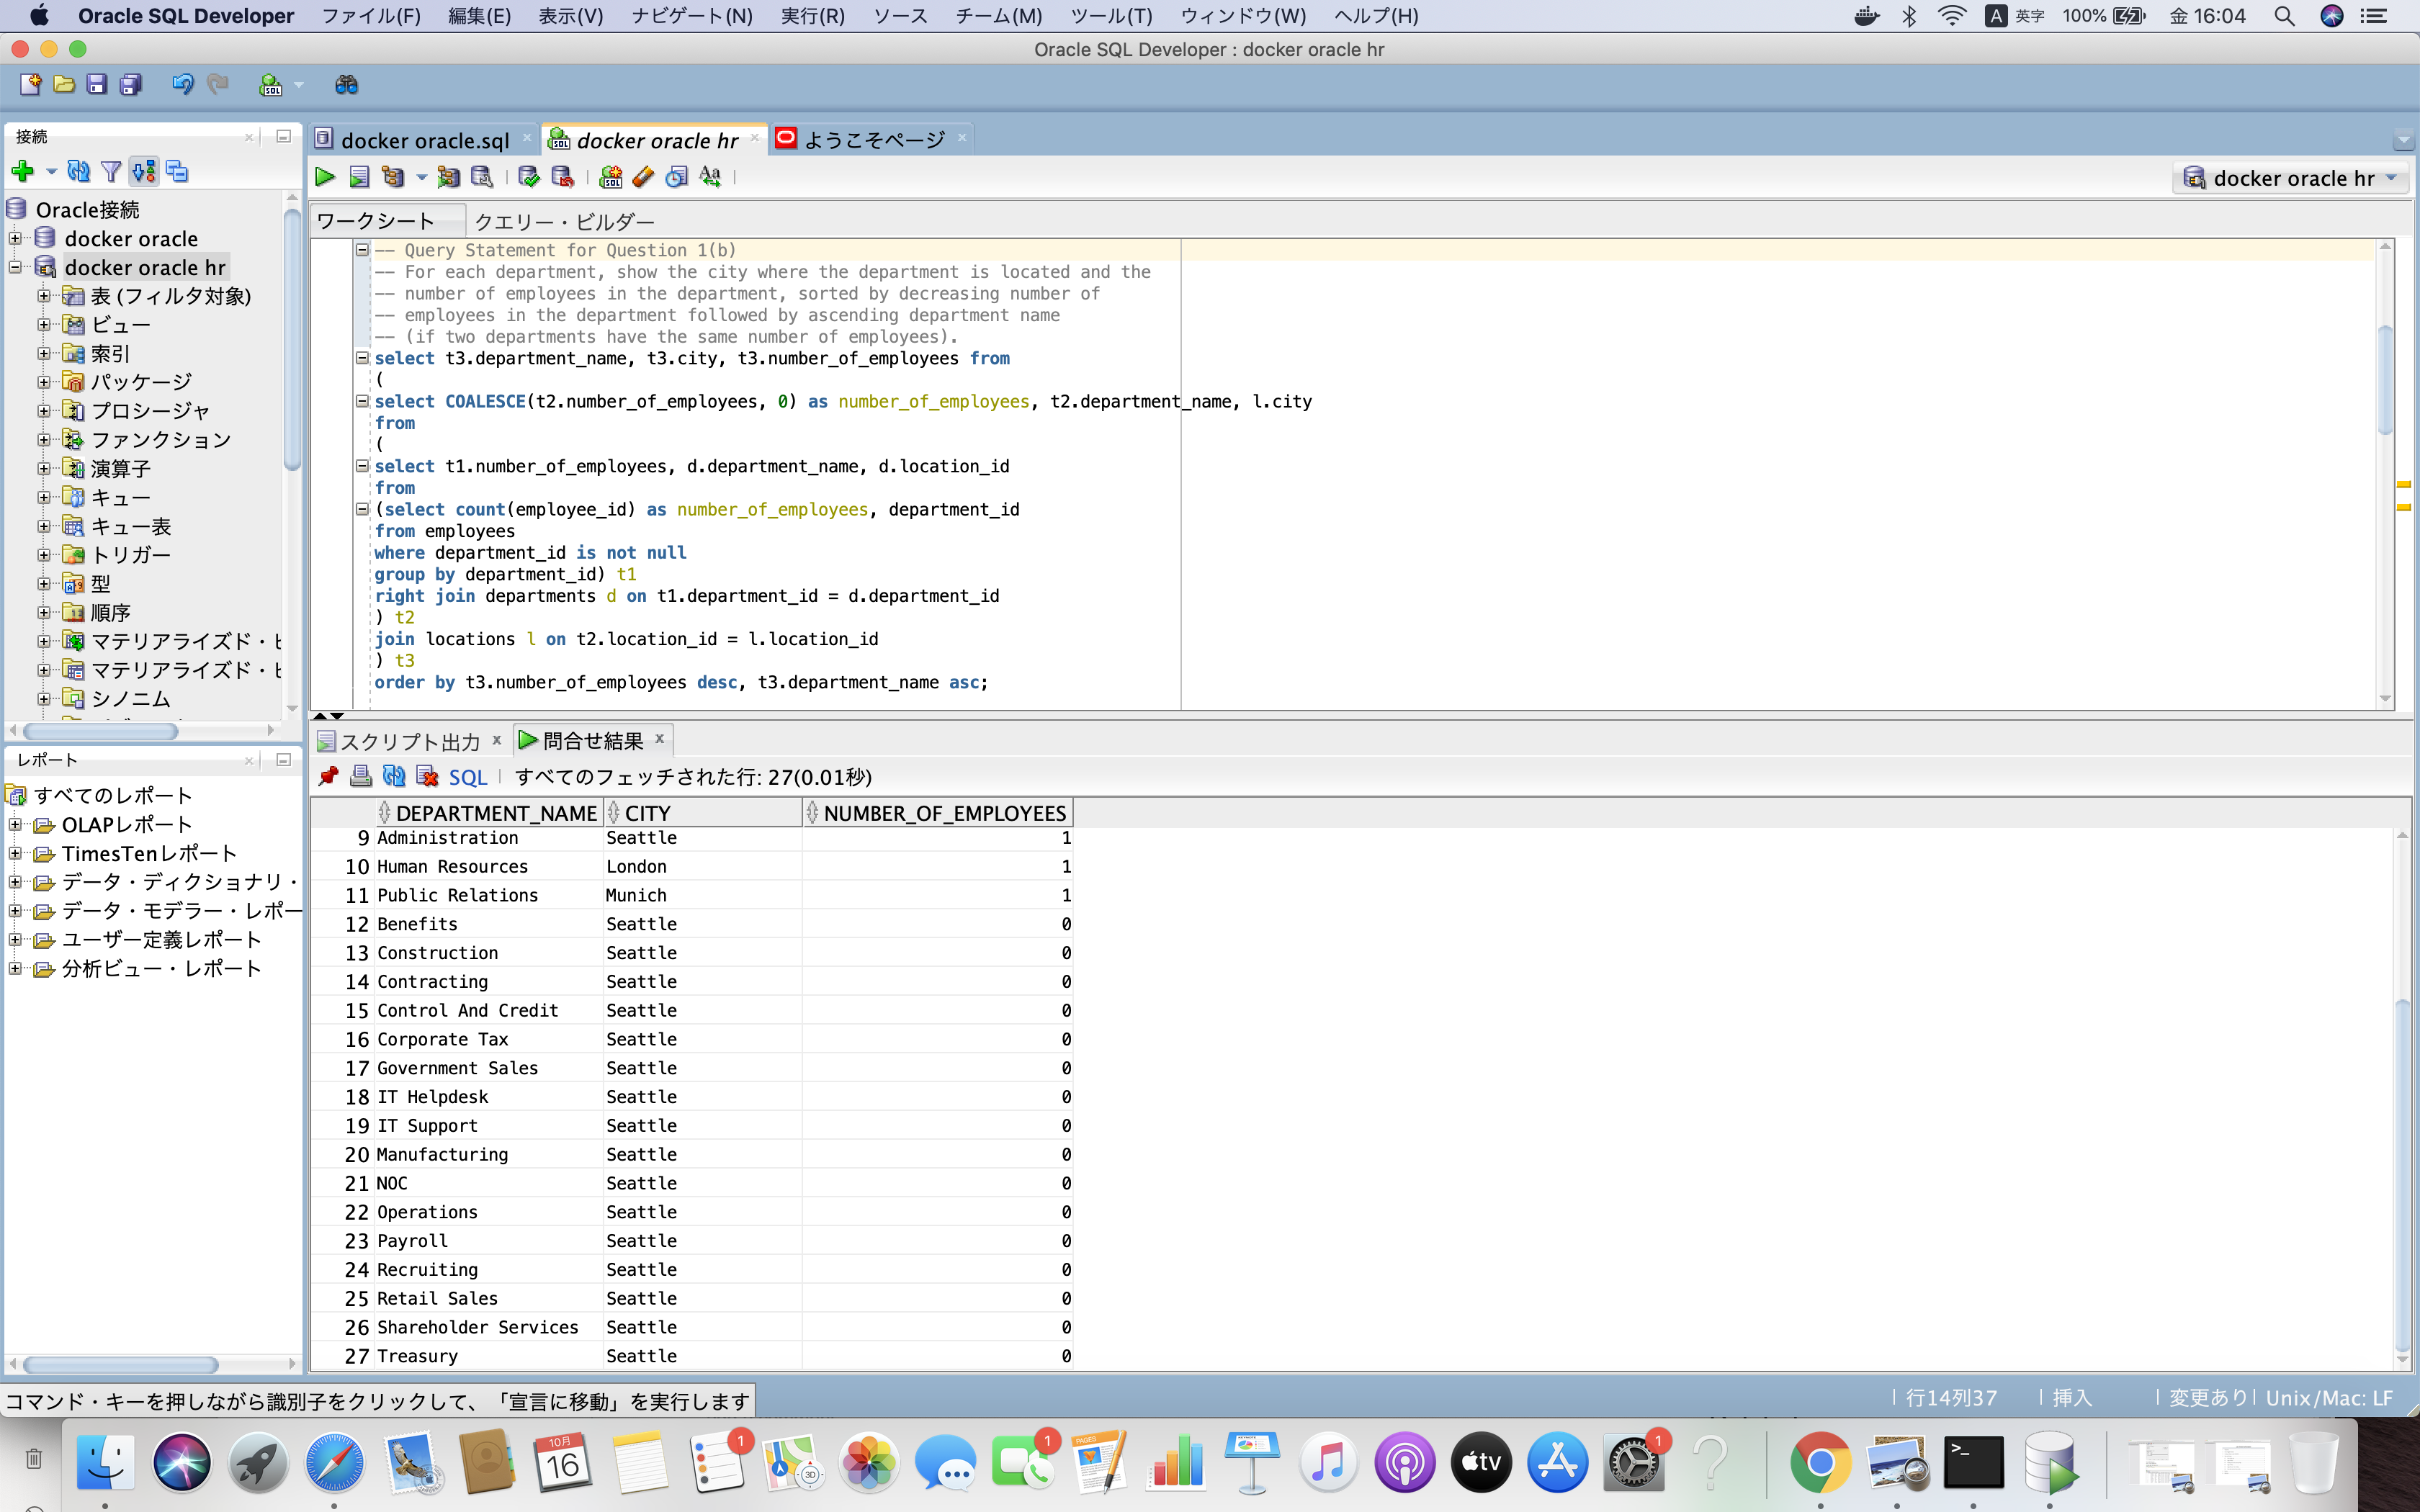 Oracle SQL Developer ファイル(F) 編集(E) 表示(V) ナビゲート(N) 実行(R) ソース チーム(M) ツール(T) ウィンドウ(W) ヘルプ(H) A 英字 100% 金 16:04
Oracle SQL Developer : docker oracle hr
接続
docker oracle.sql
docker oracle hr
ようこそページ
docker oracle hr
Oracle接続
docker oracle
docker oracle hr
表 (フィルタ対象)
ビュー
索引
パッケージ
プロシージャ
ファンクション
演算子
キュー
キュー表
トリガー
型
順序
マテリアライズド・ビ
マテリアライズド・ビ
シノニム
レポート
すべてのレポート
OLAPレポート
TimesTenレポート
データ・ディクショナリ・
データ・モデラー・レポー
ユーザー定義レポート
分析ビュー・レポート
ワークシート クエリー・ビルダー
-- Query Statement for Question 1(b)
-- For each department, show the city where the department is located and the
-- number of employees in the department, sorted by decreasing number of
-- employees in the department followed by ascending department name
-- (if two departments have the same number of employees).
select t3.department_name, t3.city, t3.number_of_employees from
(
select COALESCE(t2.number_of_employees, 0) as number_of_employees, t2.department_name, l.city
from
(
select t1.number_of_employees, d.department_name, d.location_id
from
(select count(employee_id) as number_of_employees, department_id
from employees
where department_id is not null
group by department_id) t1
right join departments d on t1.department_id = d.department_id
) t2
join locations l on t2.location_id = l.location_id
) t3
order by t3.number_of_employees desc, t3.department_name asc;
スクリプト出力 x 問合せ結果 x
SQL すべてのフェッチされた行: 27(0.01秒)
DEPARTMENT_NAME CITY NUMBER_OF_EMPLOYEES
9 Administration Seattle 1
10 Human Resources London 1
11 Public Relations Munich 1
12 Benefits Seattle 0
13 Construction Seattle 0
14 Contracting Seattle 0
15 Control And Credit Seattle 0
16 Corporate Tax Seattle 0
17 Government Sales Seattle 0
18 IT Helpdesk Seattle 0
19 IT Support Seattle 0
20 Manufacturing Seattle 0
21 NOC Seattle 0
22 Operations Seattle 0
23 Payroll Seattle 0
24 Recruiting Seattle 0
25 Retail Sales Seattle 0
26 Shareholder Services Seattle 0
27 Treasury Seattle 0
コマンド・キーを押しながら識別子をクリックして、「宣言に移動」を実行します
行14列37 挿入 変更あり Unix/Mac: LF
10月
16
1
3D
1
PAGES
tv
1
>_